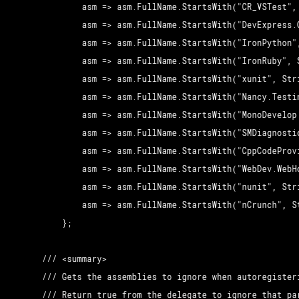 asm => asm.FullName.StartsWith("CR_VSTest",
asm => asm.FullName.StartsWith("DevExpress.
asm => asm.FullName.StartsWith("IronPython",
asm => asm.FullName.StartsWith("IronRuby", S
asm => asm.FullName.StartsWith("xunit", Stri
asm => asm.FullName.StartsWith("Nancy.Testin
asm => asm.FullName.StartsWith("MonoDevelop
asm => asm.FullName.StartsWith("SMDiagnostic
asm => asm.FullName.StartsWith("CppCodeProvi
asm => asm.FullName.StartsWith("WebDev.WebHo
asm => asm.FullName.StartsWith("nunit", Stri
asm => asm.FullName.StartsWith("nCrunch", St
};
/// <summary>
/// Gets the assemblies to ignore when autoregisteri
/// Return true from the delegate to ignore that par